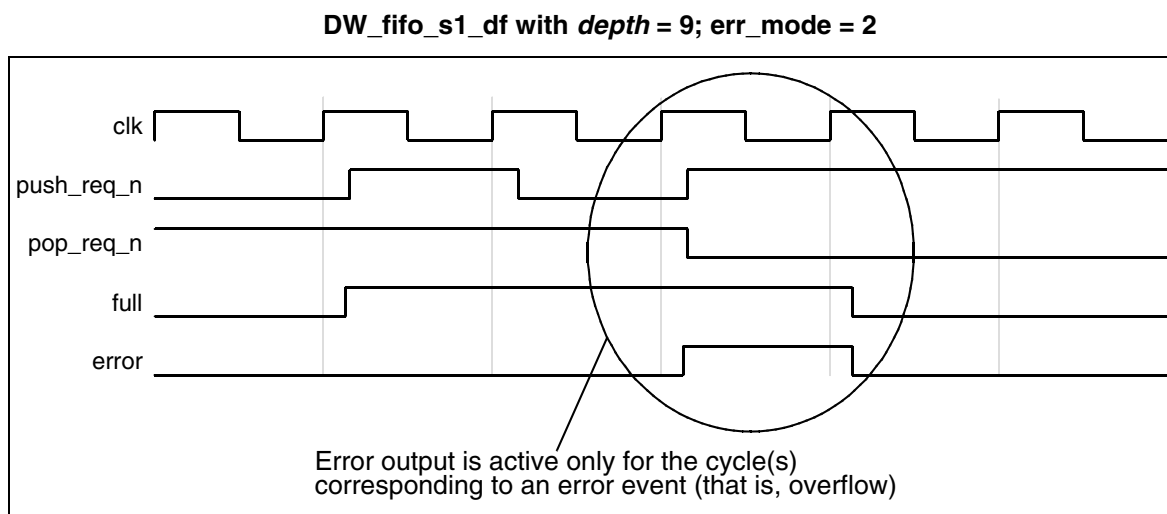 DW_fifo_s1_df with depth = 9; err_mode = 2
clk
push_req_n
pop_req_n
full
error
Error output is active only for the cycle(s)
corresponding to an error event (that is, overflow)